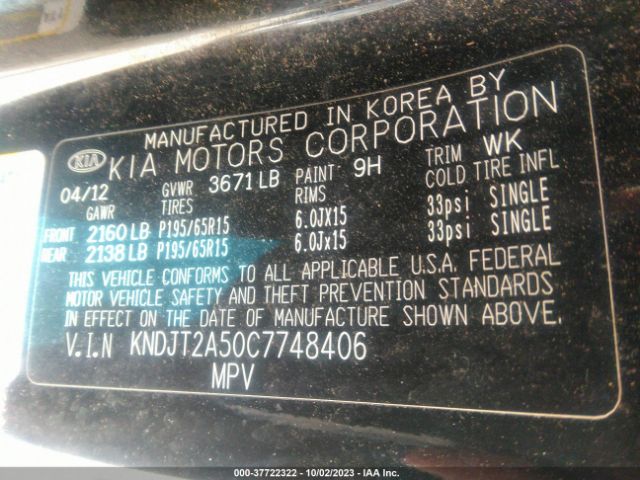 MANUFACTURED IN KOREA BY
KIA KIA MOTORS CORPORATION
04/12 GVWR 3671 LB PAINT 9H TRIM WK
GAWR TIRES RIMS COLD TIRE INFL
FRONT 2160 LB P195/65R15 6.0JX15 33psi SINGLE
REAR 2138 LB P195/65R15 6.0Jx15 33psi SINGLE
THIS VEHICLE CONFORMS TO ALL APPLICABLE U.S.A. FEDERAL
MOTOR VEHICLE SAFETY AND THEFT PREVENTION STANDARDS
IN EFFECT ON THE DATE OF MANUFACTURE SHOWN ABOVE.
V.I.N KNDJT2A50C7748406
MPV
000-37722322 | 10/02/2023 | IAA Inc.